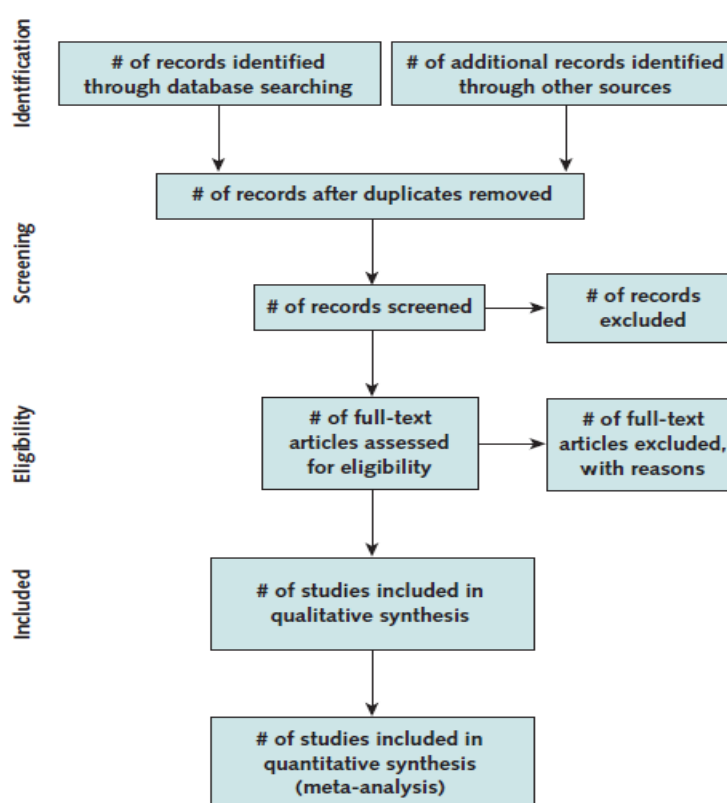 Identification
# of records identified
through database searching
# of additional records identified
through other sources
# of records after duplicates removed
Screening
# of records screened
# of records
excluded
Eligibility
# of full-text
articles assessed
for eligibility
# of full-text
articles excluded,
with reasons
Included
# of studies included in
qualitative synthesis
# of studies included in
quantitative synthesis
(meta-analysis)